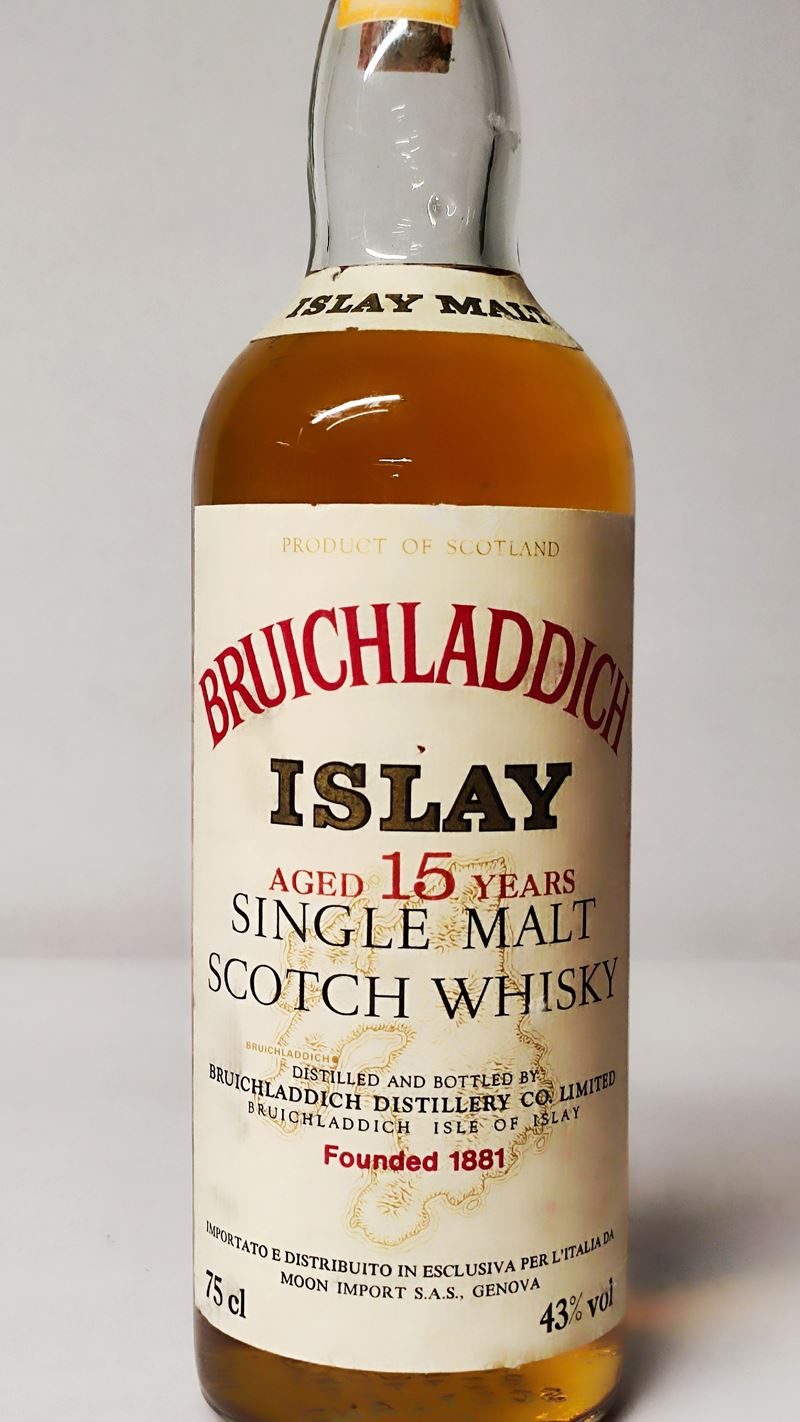 ISLAY MALT
PRODUCT OF SCOTLAND
BRUICHLADDICH
ISLAY
AGED 15 YEARS
SINGLE MALT
SCOTCH WHISKY
BRUICHLADDICH
DISTILLED AND BOTTLED BY
BRUICHLADDICH DISTILLERY CO. LIMITED
BRUICHLADDICH ISLE OF ISLAY
Founded 1881
IMPORTATO E DISTRIBUITO IN ESCLUSIVA PER L'ITALIA DA
MOON IMPORT S.A.S., GENOVA
75 cl
43% vol